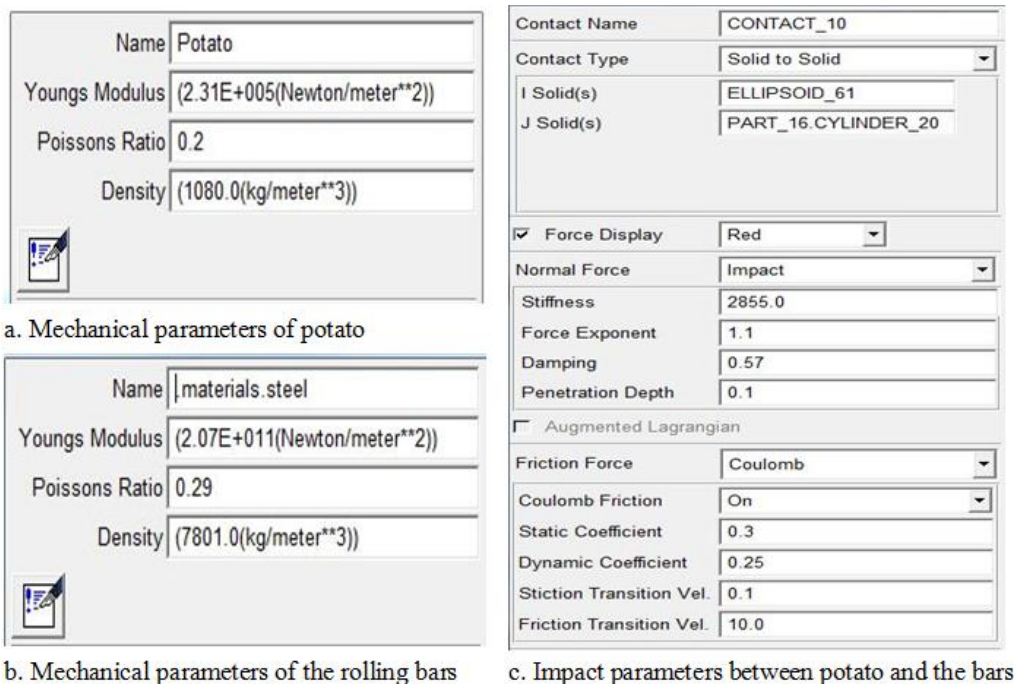 Name Potato
Youngs Modulus (2.31E+005(Newton/meter**2))
Poissons Ratio 0.2
Density (1080.0(kg/meter**3))
a. Mechanical parameters of potato
Name .materials.steel
Youngs Modulus (2.07E+011(Newton/meter**2))
Poissons Ratio 0.29
Density (7801.0(kg/meter**3))
b. Mechanical parameters of the rolling bars
Contact Name CONTACT_10
Contact Type Solid to Solid
I Solid(s) ELLIPSOID_61
J Solid(s) PART_16.CYLINDER_20
Force Display Red
Normal Force Impact
Stiffness 2855.0
Force Exponent 1.1
Damping 0.57
Penetration Depth 0.1
Augmented Lagrangian
Friction Force Coulomb
Coulomb Friction On
Static Coefficient 0.3
Dynamic Coefficient 0.25
Stiction Transition Vel. 0.1
Friction Transition Vel. 10.0
c. Impact parameters between potato and the bars